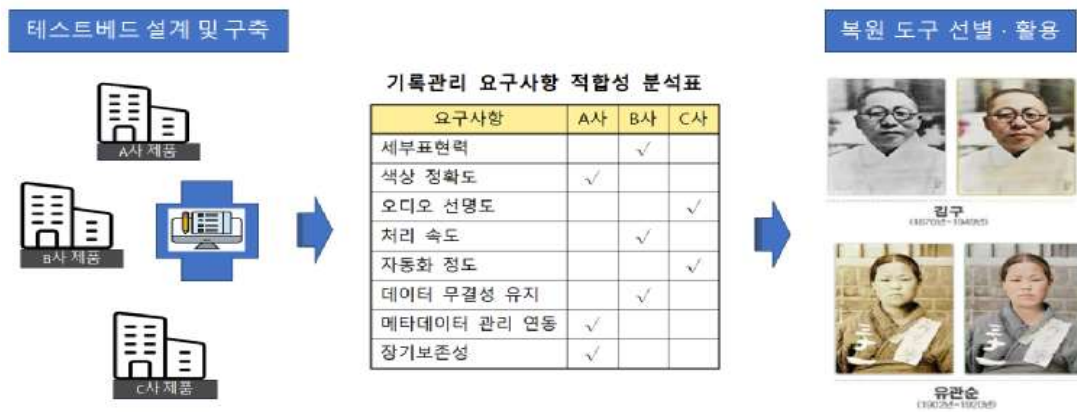 테스트베드 설계 및 구축
A사 제품
B사 제품
C사 제품
기록관리 요구사항 적합성 분석표
요구사항 A사 B사 C사
세부표현력 √
색상 정확도 √
오디오 선명도 √
처리 속도 √
자동화 정도 √
데이터 무결성 유지 √
메타데이터 관리 연동 √
장기보존성 √
복원 도구 선별 · 활용
김구
유관순